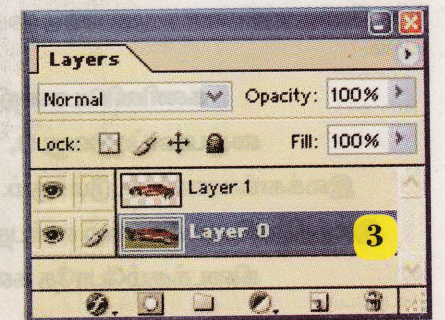 Layers
Normal Opacity: 100%
Lock: Fill: 100%
Layer 1
Layer 0 3